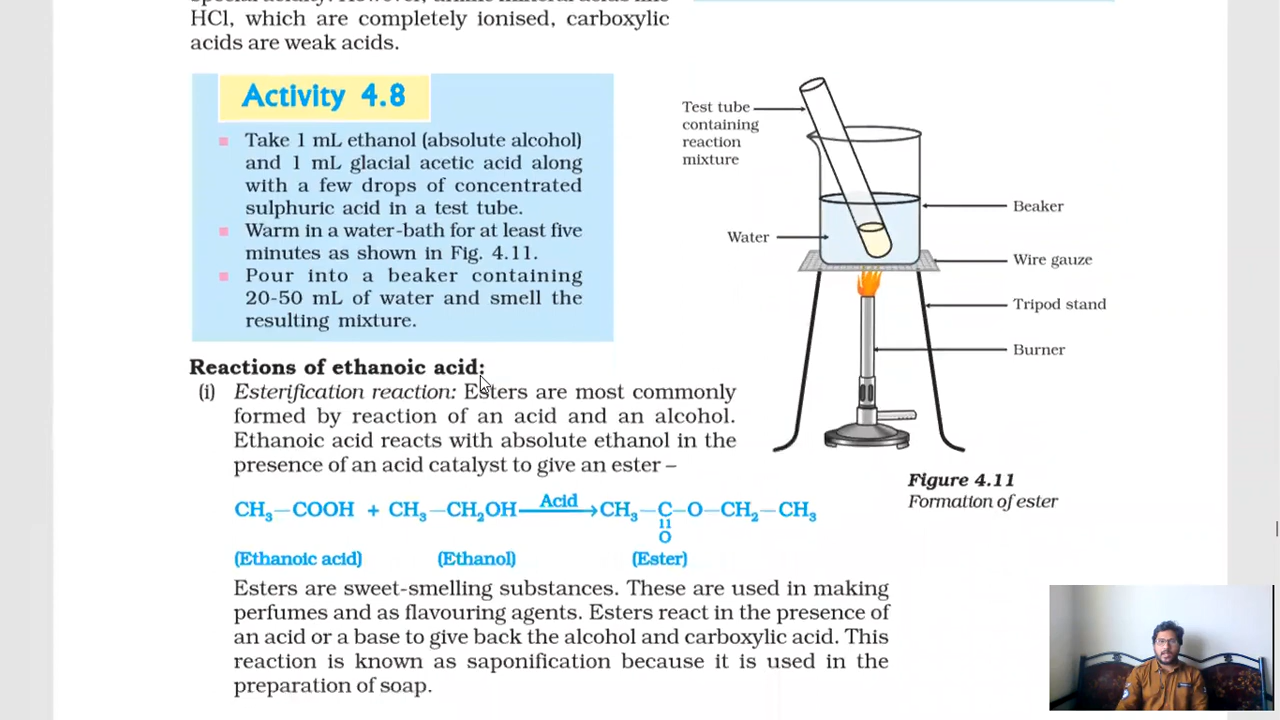 HCl, which are completely ionised, carboxylic
acids are weak acids.
Activity 4.8
Take 1 mL ethanol (absolute alcohol)
and 1 mL glacial acetic acid along
with a few drops of concentrated
sulphuric acid in a test tube.
Warm in a water-bath for at least five
minutes as shown in Fig. 4.11.
Pour into a beaker containing
20-50 mL of water and smell the
resulting mixture.
Test tube
containing
reaction
mixture
Water
Beaker
Wire gauze
Tripod stand
Burner
Figure 4.11
Formation of ester
Reactions of ethanoic acid:
(i) Esterification reaction: Esters are most commonly
formed by reaction of an acid and an alcohol.
Ethanoic acid reacts with absolute ethanol in the
presence of an acid catalyst to give an ester –
CH₃—COOH + CH₃—CH₂OH —Acid→ CH₃—C—O—CH₂—CH₃
||
O
(Ethanoic acid) (Ethanol) (Ester)
Esters are sweet-smelling substances. These are used in making
perfumes and as flavouring agents. Esters react in the presence of
an acid or a base to give back the alcohol and carboxylic acid. This
reaction is known as saponification because it is used in the
preparation of soap.